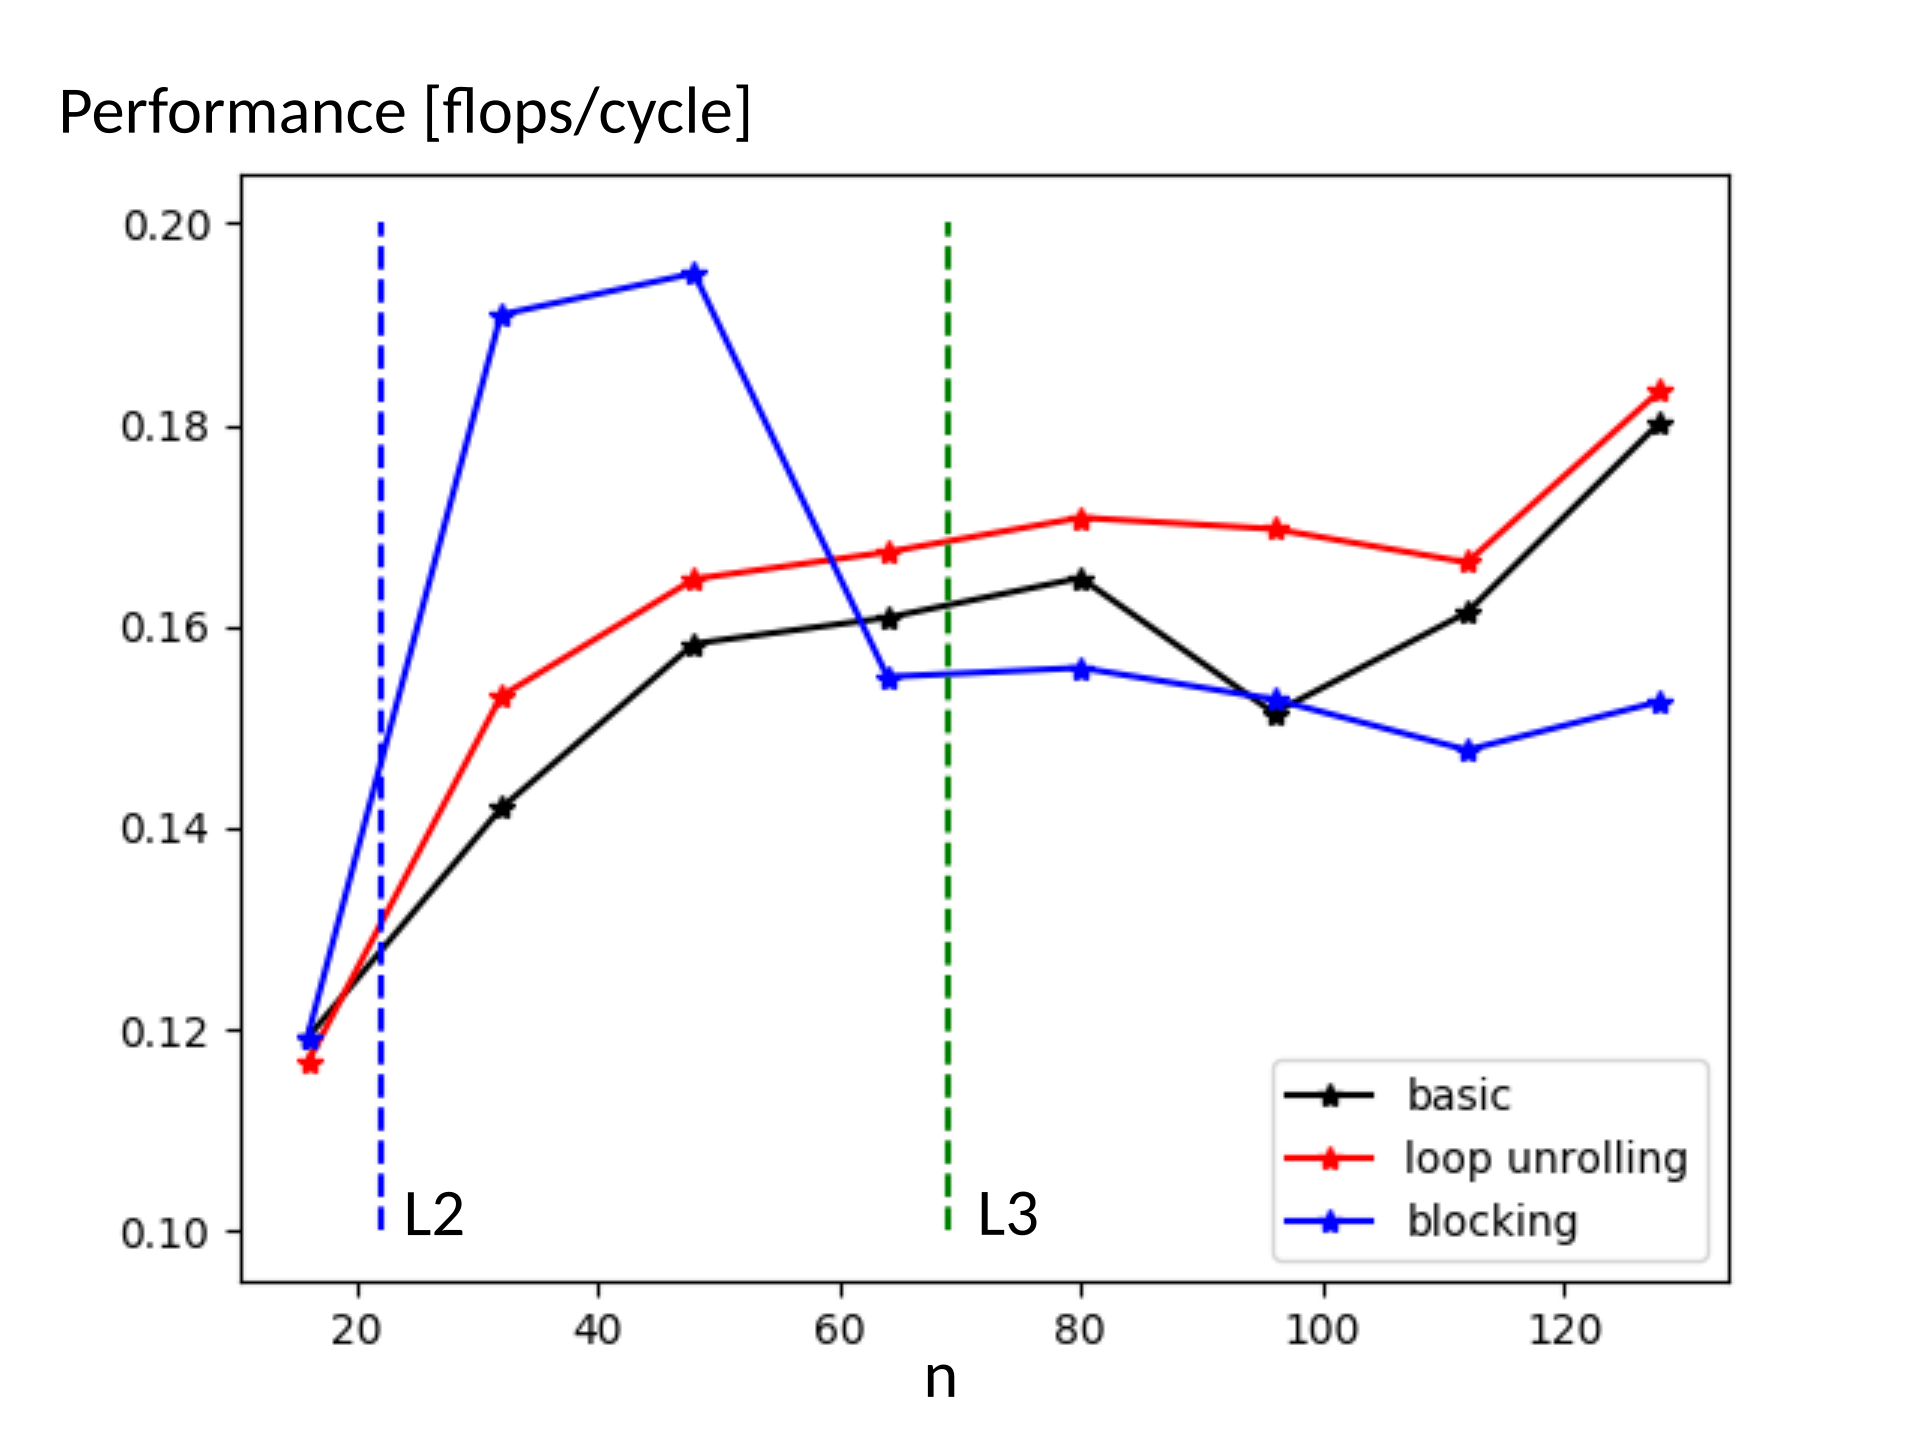 Performance [flops/cycle]
0.20
0.18
0.16
0.14
0.12
0.10
L2
L3
basic
loop unrolling
blocking
20 40 60 80 100 120
n